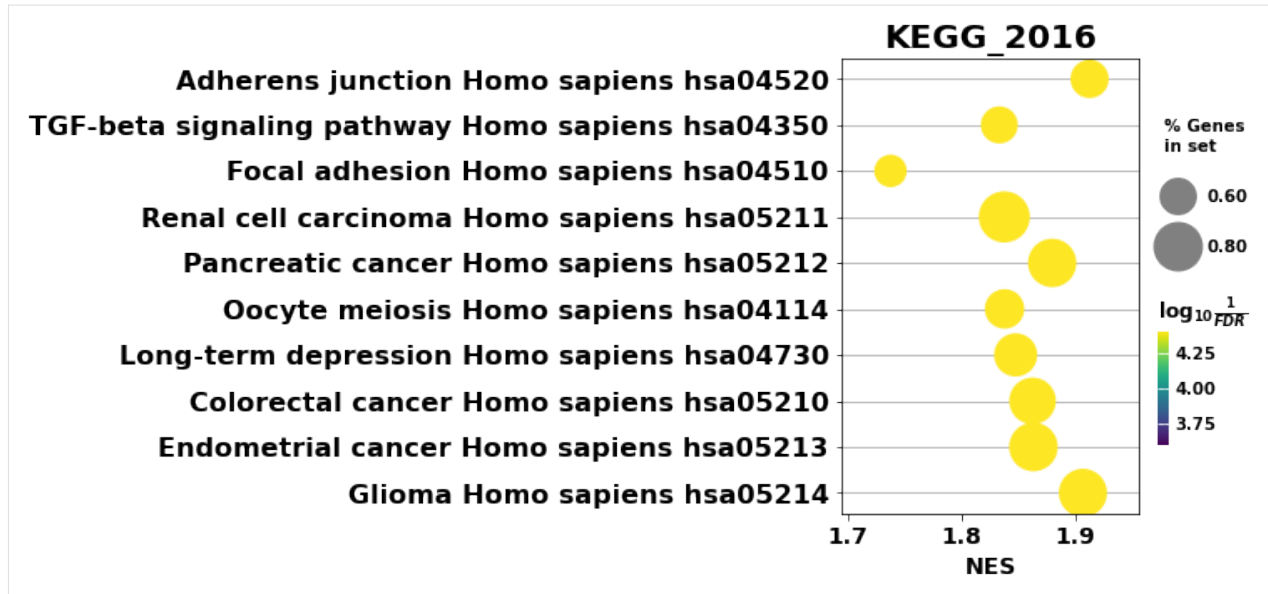 KEGG_2016
Adherens junction Homo sapiens hsa04520
TGF-beta signaling pathway Homo sapiens hsa04350
Focal adhesion Homo sapiens hsa04510
Renal cell carcinoma Homo sapiens hsa05211
Pancreatic cancer Homo sapiens hsa05212
Oocyte meiosis Homo sapiens hsa04114
Long-term depression Homo sapiens hsa04730
Colorectal cancer Homo sapiens hsa05210
Endometrial cancer Homo sapiens hsa05213
Glioma Homo sapiens hsa05214
1.7 1.8 1.9
NES
% Genes
in set
0.60
0.80
log₁₀ 1/FDR
4.25
4.00
3.75